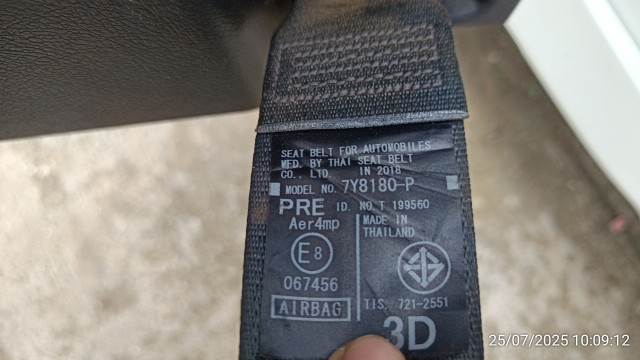 SEAT BELT FOR AUTOMOBILES
MFD. BY THAI SEAT BELT
CO., LTD. IN 2018
MODEL NO. 7Y8180-P
PRE ID. NO. T 199560
Aer4mp
MADE IN
THAILAND
E8
067456
AIRBAG
TIS. 721-2551
3D
25/07/2025 10:09:12